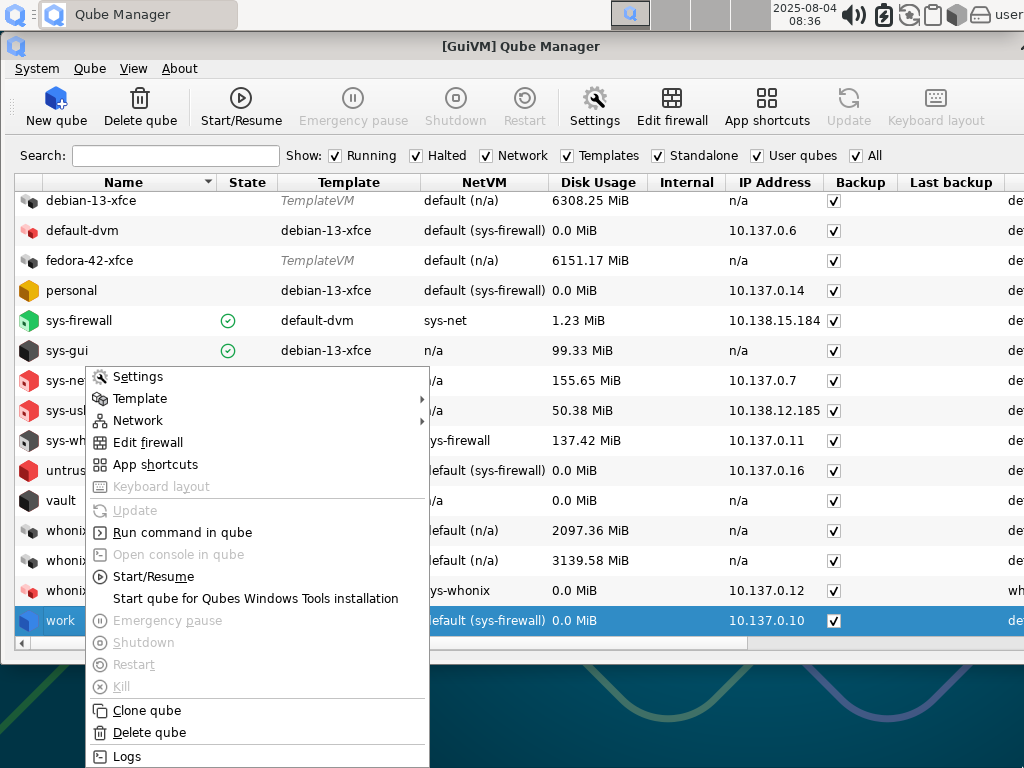 Qube Manager
2025-08-04
08:36
user
[GuiVM] Qube Manager
System Qube View About
New qube Delete qube Start/Resume Emergency pause Shutdown Restart Settings Edit firewall App shortcuts Update Keyboard layout
Search: Show: Running Halted Network Templates Standalone User qubes All
Name State Template NetVM Disk Usage Internal IP Address Backup Last backup
debian-13-xfce TemplateVM default (n/a) 6308.25 MiB n/a
default-dvm debian-13-xfce default (sys-firewall) 0.0 MiB 10.137.0.6
fedora-42-xfce TemplateVM default (n/a) 6151.17 MiB n/a
personal debian-13-xfce default (sys-firewall) 0.0 MiB 10.137.0.14
sys-firewall default-dvm sys-net 1.23 MiB 10.138.15.184
sys-gui debian-13-xfce n/a 99.33 MiB n/a
sys-ne /a 155.65 MiB 10.137.0.7
sys-us /a 50.38 MiB 10.138.12.185
sys-wh ys-firewall 137.42 MiB 10.137.0.11
untrus default (sys-firewall) 0.0 MiB 10.137.0.16
vault /a 0.0 MiB n/a
whonix default (n/a) 2097.36 MiB n/a
whonix default (n/a) 3139.58 MiB n/a
whonix ys-whonix 0.0 MiB 10.137.0.12 wh
work default (sys-firewall) 0.0 MiB 10.137.0.10
Settings
Template
Network
Edit firewall
App shortcuts
Keyboard layout
Update
Run command in qube
Open console in qube
Start/Resume
Start qube for Qubes Windows Tools installation
Emergency pause
Shutdown
Restart
Kill
Clone qube
Delete qube
Logs